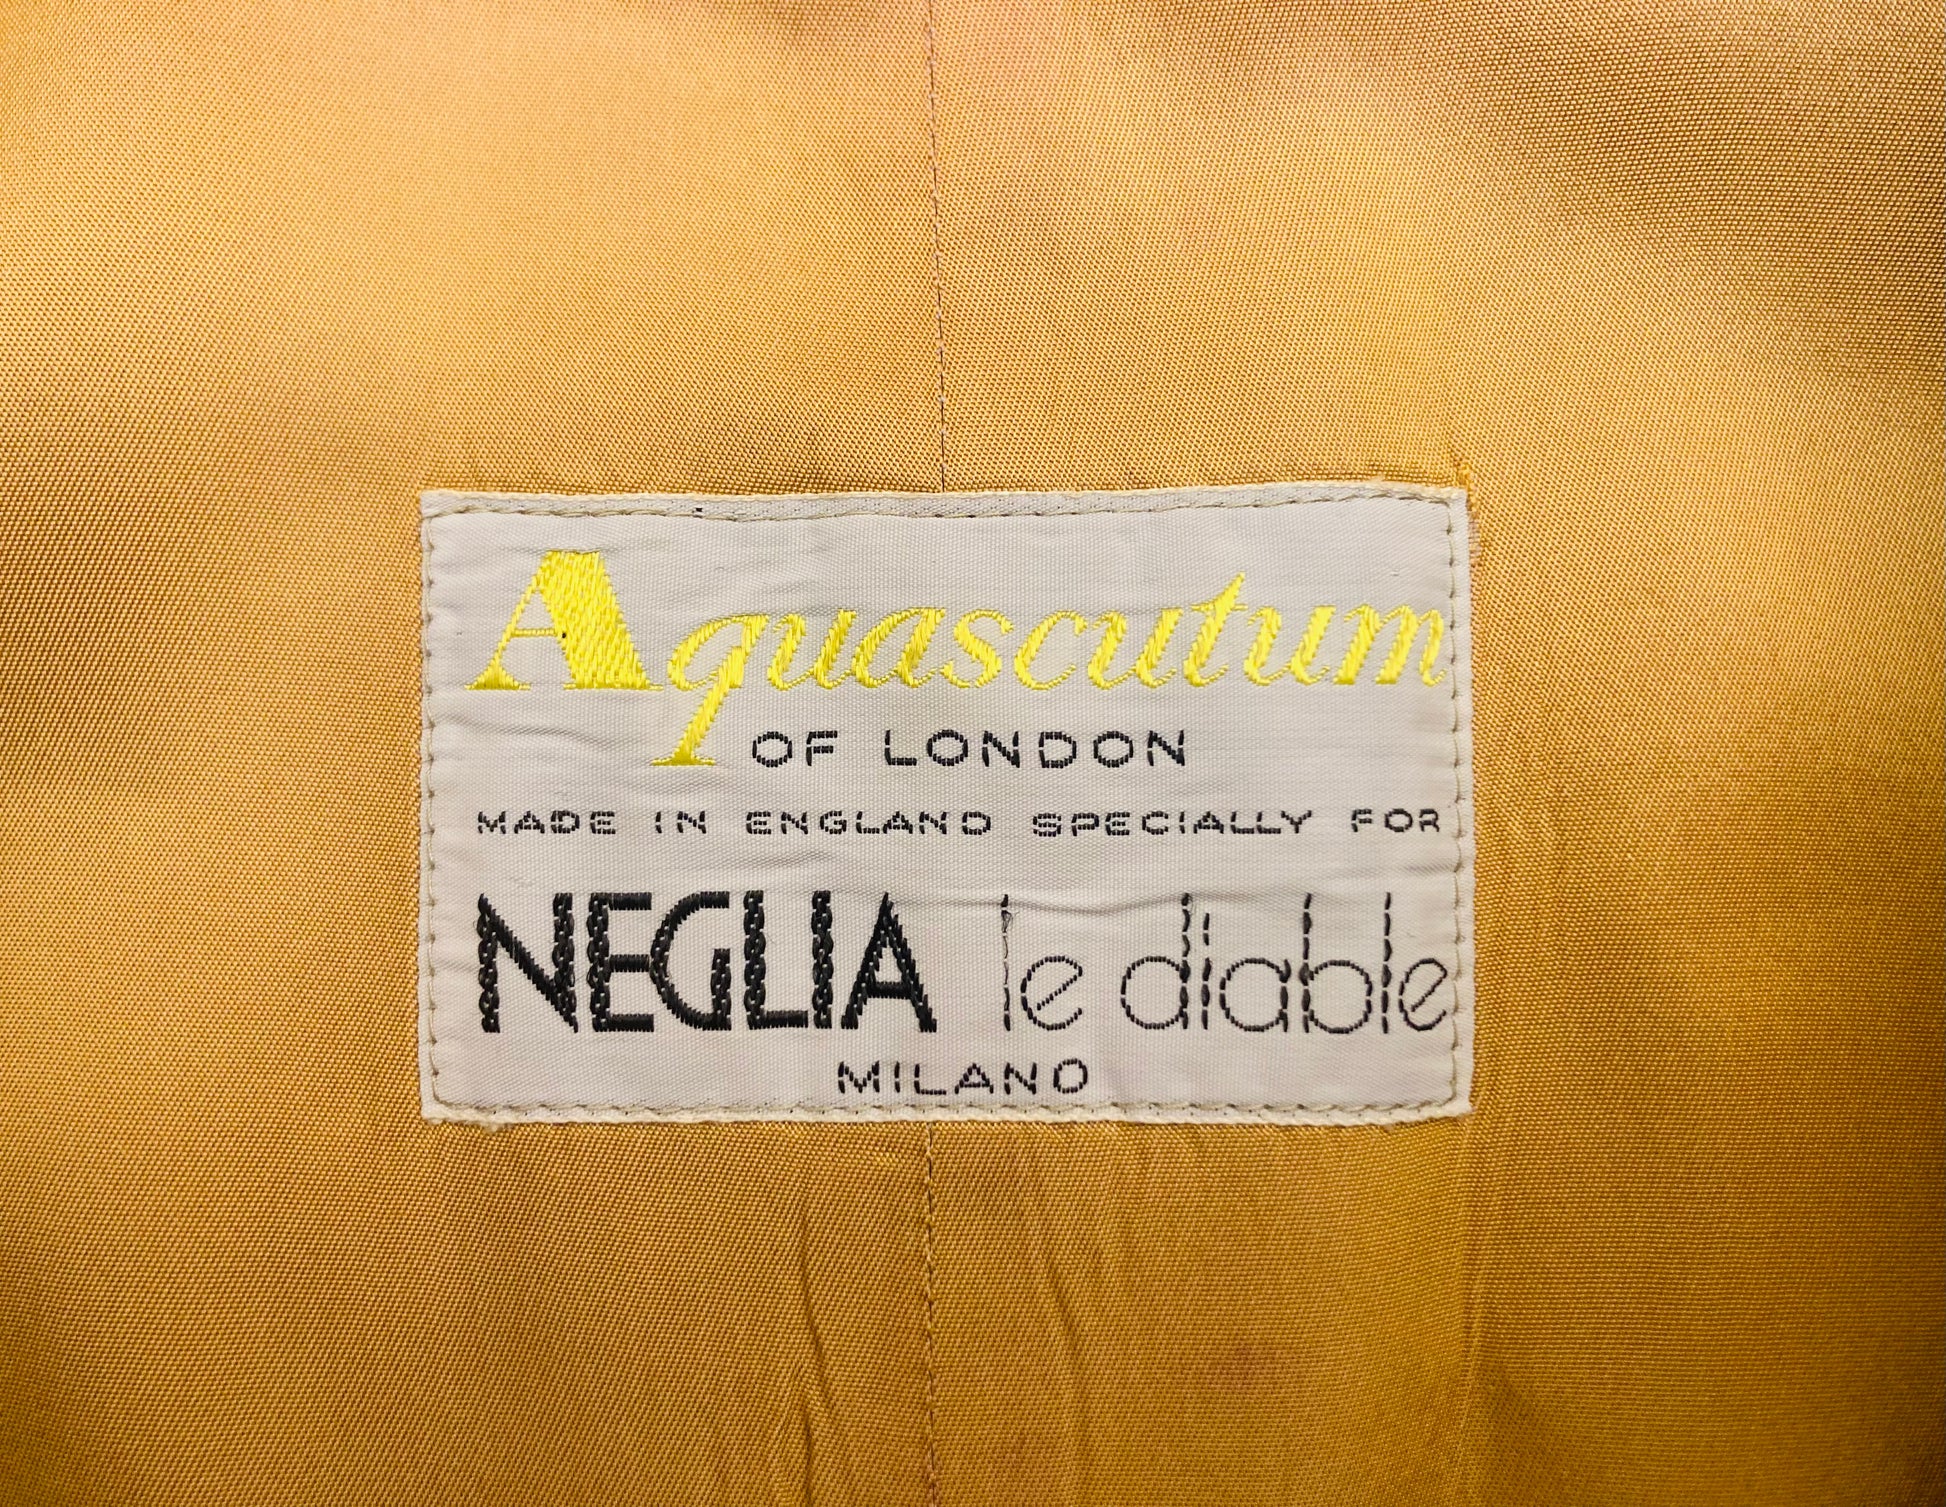 Aquascutum
OF LONDON
MADE IN ENGLAND SPECIALLY FOR
NEGLIA le diable
MILANO